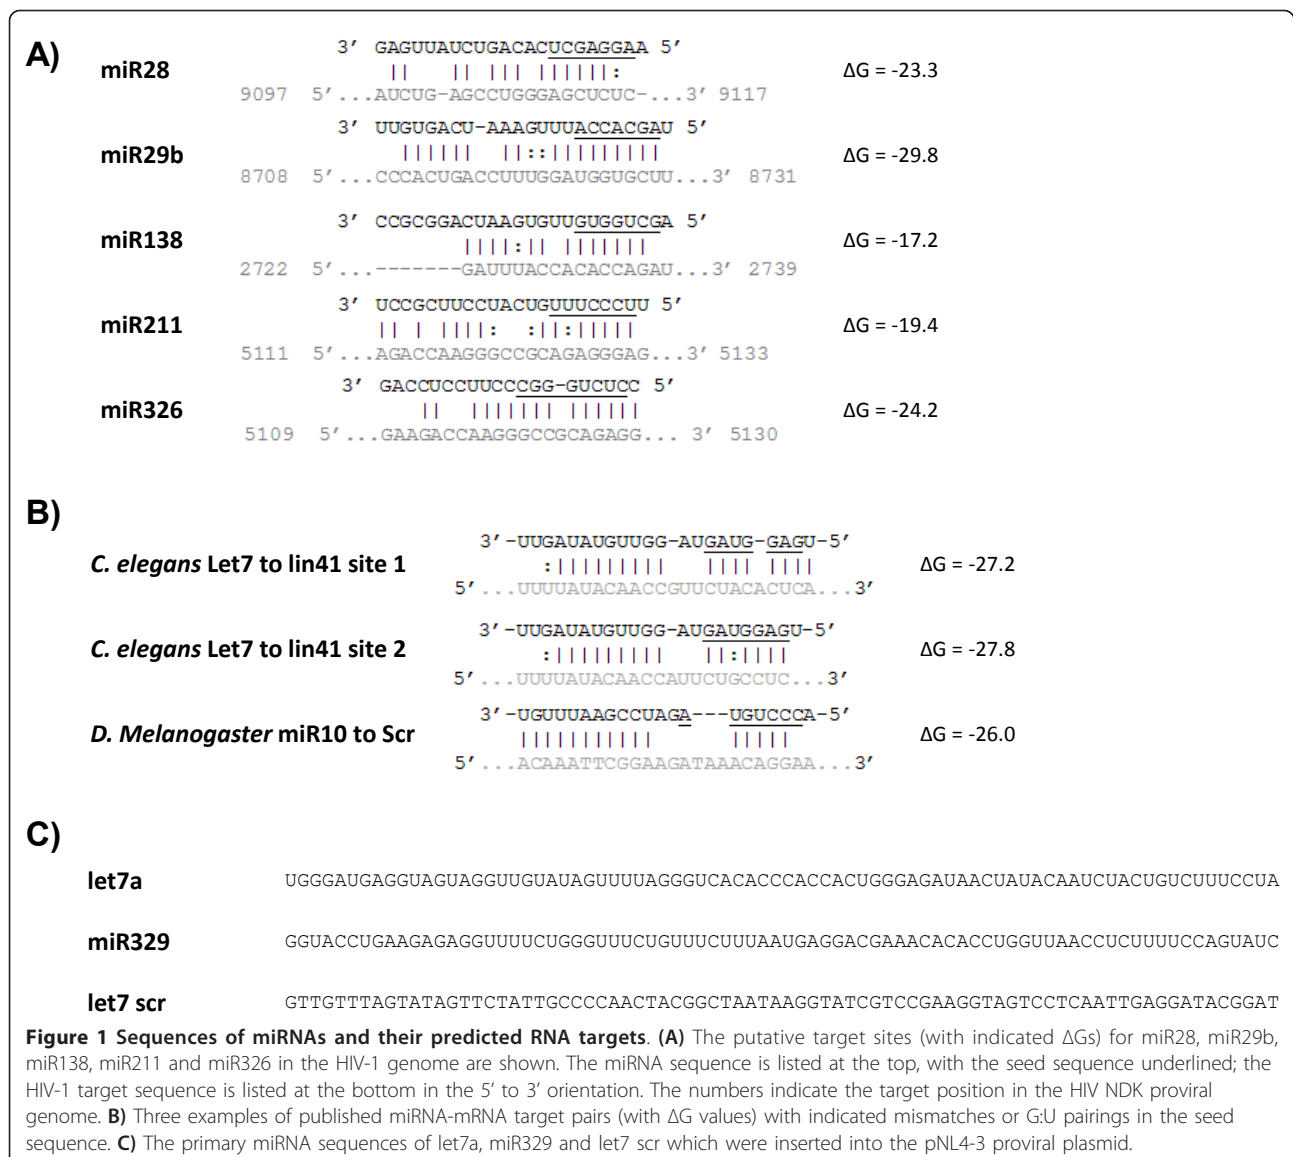 A)
3′ GAGUUAUCUGACACUCGAGGAA 5′
miR28
|| || ||| ||||||:
ΔG = -23.3
9097 5′...AUCUG-AGCCUGGGAGCUCUC-...3′ 9117
3′ UUGUGACU-AAAGUUUACCACGAU 5′
miR29b
|||||| ||::|||||||||
ΔG = -29.8
8708 5′...CCCACUGACCUUUGGAUGGUGCUU...3′ 8731
3′ CCGCGGACUAAGUGUUGUGGUCGA 5′
miR138
||||:|| |||||||
ΔG = -17.2
2722 5′...-------GAUUUACCACACCAGAU...3′ 2739
3′ UCCGCUUCCUACUGUUUCCCUU 5′
miR211
|| | ||||: :||:|||||
ΔG = -19.4
5111 5′...AGACCAAGGGCCGCAGAGGGAG...3′ 5133
3′ GACCUCCUUCCCGGG-GUCUCC 5′
miR326
|| ||||||| ||||||
ΔG = -24.2
5109 5′...GAAGACCAAGGGCCGCAGAGG... 3′ 5130
B)
3′-UUGAUAUGUUGG-AUGAUG-GAGU-5′
C. elegans Let7 to lin41 site 1
:||||||||| |||| ||||
ΔG = -27.2
5′...UUUUAUACAACCGUUCUACACUCA...3′
3′-UUGAUAUGUUGG-AUGAUGGAGU-5′
C. elegans Let7 to lin41 site 2
:||||||||| ||:||||
ΔG = -27.8
5′...UUUUAUACAACCAUUCUGCCUC...3′
3′-UGUUUAAGCCUAGA---UGUCCCA-5′
D. Melanogaster miR10 to Scr
||||||||||| |||||
ΔG = -26.0
5′...ACAAATTCGGAAGATAAACAGGAA...3′
C)
let7a UGGGAUGAGGUAGUAGGUUGUAUAGUUUUAGGGUCACACCCACCACUGGGAGAUAACUAUACAAUCUACUGUCUUUCCUA
miR329 GGUACCUGAAGAGAGGUUUUCUGGGUUUCUGUUUCUUUAAUGAGGACGAAACACACCUGGUUAACCUCUUUUCCAGUAUC
let7 scr GTTGTTTAGTATAGTTCTATTGCCCCAACTACGGCTAATAAGGTATCGTCCGAAGGTAGTCCTCAATTGAGGATACGGAT
Figure 1 Sequences of miRNAs and their predicted RNA targets. (A) The putative target sites (with indicated ΔGs) for miR28, miR29b,
miR138, miR211 and miR326 in the HIV-1 genome are shown. The miRNA sequence is listed at the top, with the seed sequence underlined; the
HIV-1 target sequence is listed at the bottom in the 5′ to 3′ orientation. The numbers indicate the target position in the HIV NDK proviral
genome. B) Three examples of published miRNA-mRNA target pairs (with ΔG values) with indicated mismatches or G:U pairings in the seed
sequence. C) The primary miRNA sequences of let7a, miR329 and let7 scr which were inserted into the pNL4-3 proviral plasmid.